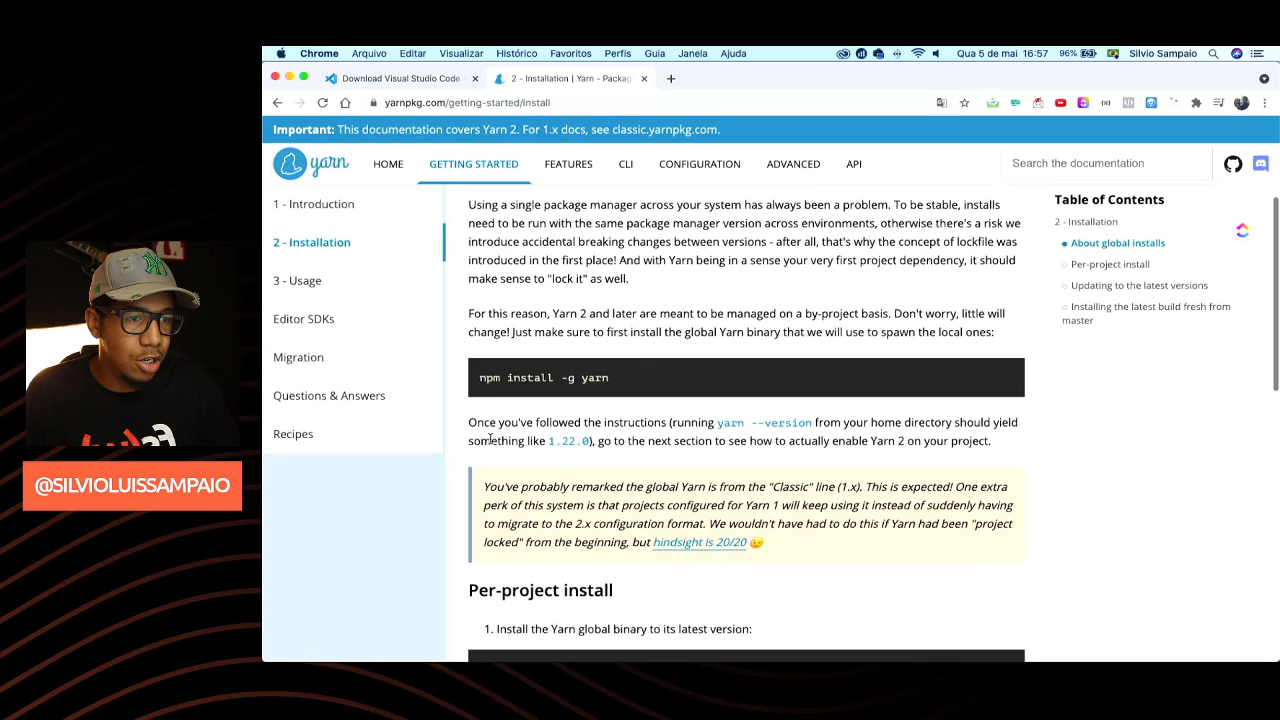 Chrome Arquivo Editar Visualizar Histórico Favoritos Perfis Guia Janela Ajuda Qua 5 de mai 16:57 96% Silvio Sampaio
Download Visual Studio Code
2 - Installation | Yarn - Packag
yarnpkg.com/getting-started/install
Important: This documentation covers Yarn 2. For 1.x docs, see classic.yarnpkg.com.
yarn HOME GETTING STARTED FEATURES CLI CONFIGURATION ADVANCED API Search the documentation
1 - Introduction
2 - Installation
3 - Usage
Editor SDKs
Migration
Questions & Answers
Recipes
Using a single package manager across your system has always been a problem. To be stable, installs
need to be run with the same package manager version across environments, otherwise there's a risk we
introduce accidental breaking changes between versions - after all, that's why the concept of lockfile was
introduced in the first place! And with Yarn being in a sense your very first project dependency, it should
make sense to "lock it" as well.
For this reason, Yarn 2 and later are meant to be managed on a by-project basis. Don't worry, little will
change! Just make sure to first install the global Yarn binary that we will use to spawn the local ones:
npm install -g yarn
Once you've followed the instructions (running yarn --version from your home directory should yield
something like 1.22.0), go to the next section to see how to actually enable Yarn 2 on your project.
You've probably remarked the global Yarn is from the "Classic" line (1.x). This is expected! One extra
perk of this system is that projects configured for Yarn 1 will keep using it instead of suddenly having
to migrate to the 2.x configuration format. We wouldn't have had to do this if Yarn had been "project
locked" from the beginning, but hindsight is 20/20
Per-project install
1. Install the Yarn global binary to its latest version:
Table of Contents
2 - Installation
About global installs
Per-project install
Updating to the latest versions
Installing the latest build fresh from
master
@SILVIOLUISSAMPAIO